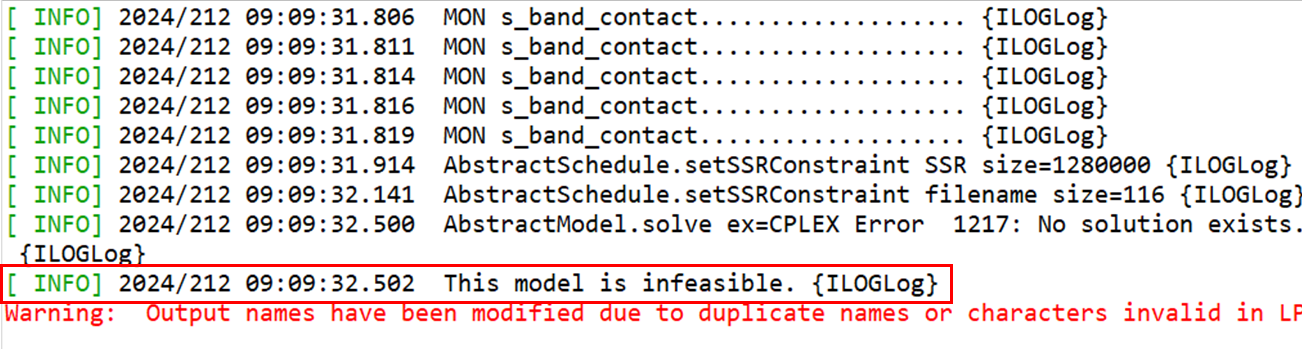 [ INFO] 2024/212 09:09:31.806  MON s_band_contact.................. {ILOGLog}
[ INFO] 2024/212 09:09:31.811  MON s_band_contact.................. {ILOGLog}
[ INFO] 2024/212 09:09:31.814  MON s_band_contact.................. {ILOGLog}
[ INFO] 2024/212 09:09:31.816  MON s_band_contact.................. {ILOGLog}
[ INFO] 2024/212 09:09:31.819  MON s_band_contact.................. {ILOGLog}
[ INFO] 2024/212 09:09:31.914  AbstractSchedule.setSSRConstraint SSR size=1280000 {ILOGLog}
[ INFO] 2024/212 09:09:32.141  AbstractSchedule.setSSRConstraint filename size=116 {ILOGLog}
[ INFO] 2024/212 09:09:32.500  AbstractModel.solve ex=CPLEX Error  1217: No solution exists.
{ILOGLog}
[ INFO] 2024/212 09:09:32.502  This model is infeasible. {ILOGLog}
Warning:  Output names have been modified due to duplicate names or characters invalid in LP